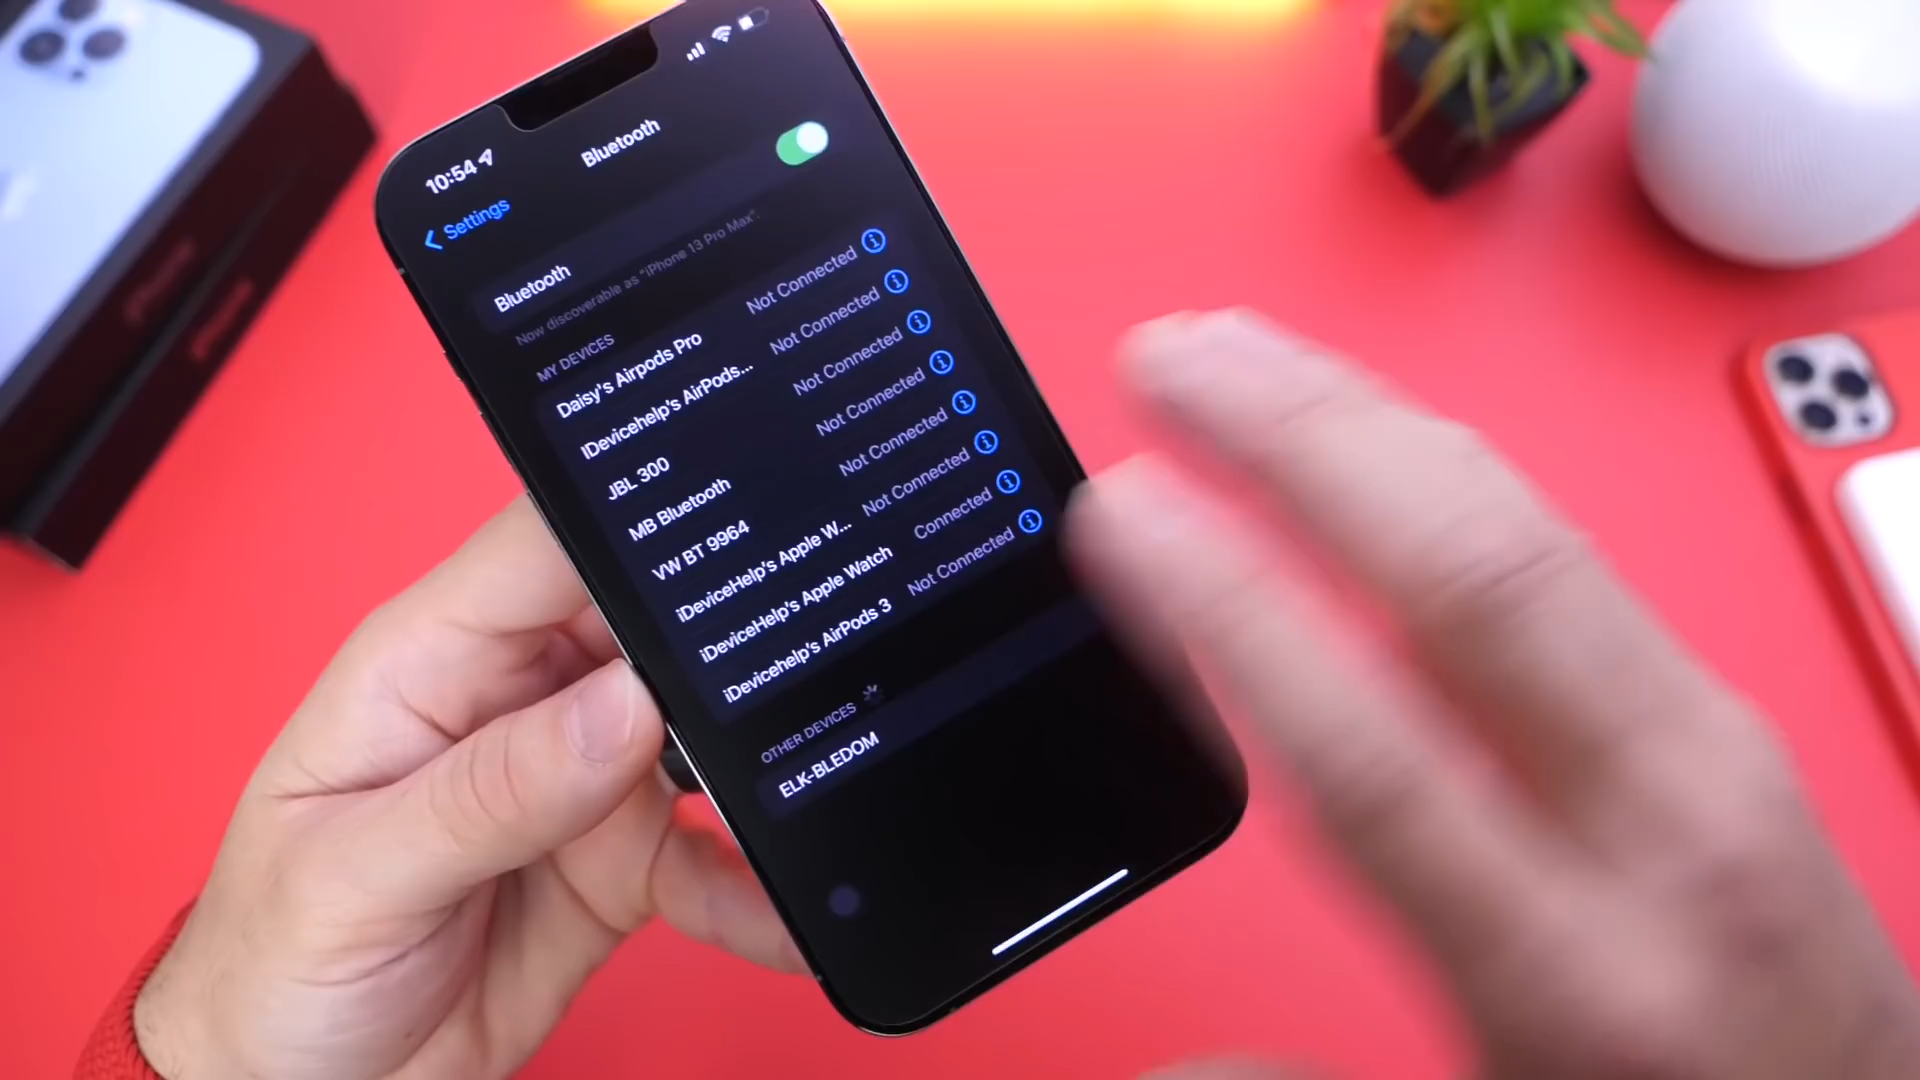 10:54
Settings
Bluetooth
Bluetooth
Now discoverable as "iPhone 13 Pro Max".
MY DEVICES
Daisy's Airpods Pro Not Connected
IDevicehelp's AirPods... Not Connected
JBL 300 Not Connected
MB Bluetooth Not Connected
VW BT 9964 Not Connected
iDeviceHelp's Apple W... Not Connected
iDeviceHelp's Apple Watch Connected
iDevicehelp's AirPods 3 Not Connected
OTHER DEVICES
ELK-BLEDOM
iPhone
iPhone